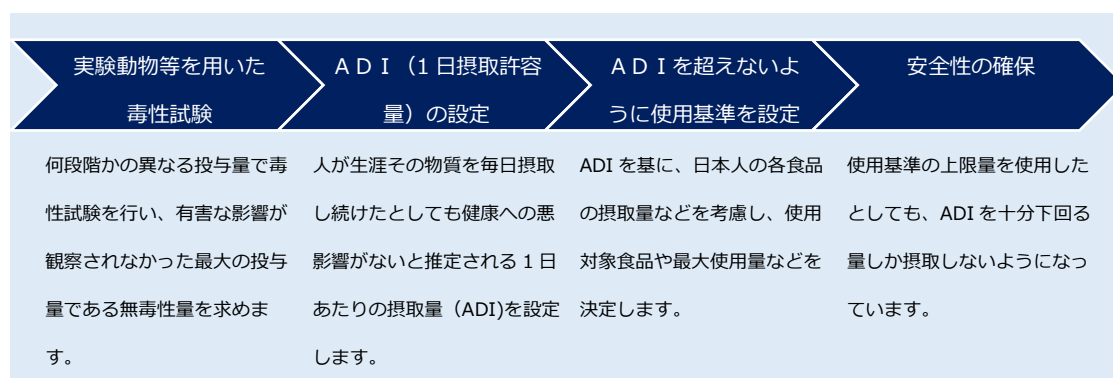 実験動物等を用いた
毒性試験
ＡＤＩ（1 日摂取許容
量）の設定
ＡＤＩを超えないよ
うに使用基準を設定
安全性の確保
何段階かの異なる投与量で毒
性試験を行い、有害な影響が
観察されなかった最大の投与
量である無毒性量を求めま
す。
人が生涯その物質を毎日摂取
し続けたとしても健康への悪
影響がないと推定される 1 日
あたりの摂取量（ADI)を設定
します。
ADI を基に、日本人の各食品
の摂取量などを考慮し、使用
対象食品や最大使用量などを
決定します。
使用基準の上限量を使用した
としても、ADI を十分下回る
量しか摂取しないようになっ
ています。